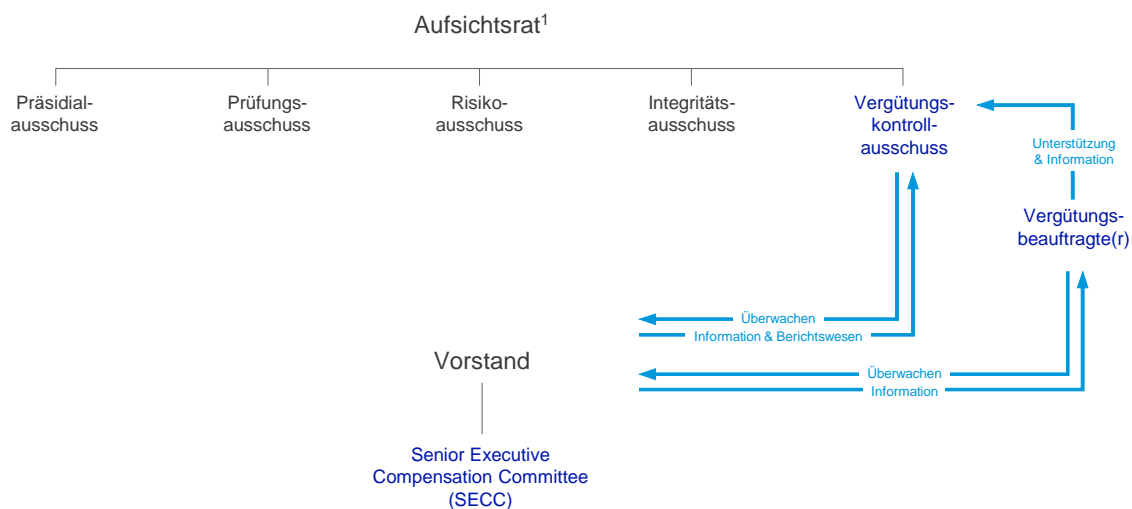 Aufsichtsrat¹
Präsidial-
ausschuss
Prüfungs-
ausschuss
Risiko-
ausschuss
Integritäts-
ausschuss
Vergütungs-
kontroll-
ausschuss
Unterstützung
& Information
Vergütungs-
beauftragte(r)
Überwachen
Information & Berichtswesen
Vorstand
Überwachen
Information
Senior Executive
Compensation Committee
(SECC)